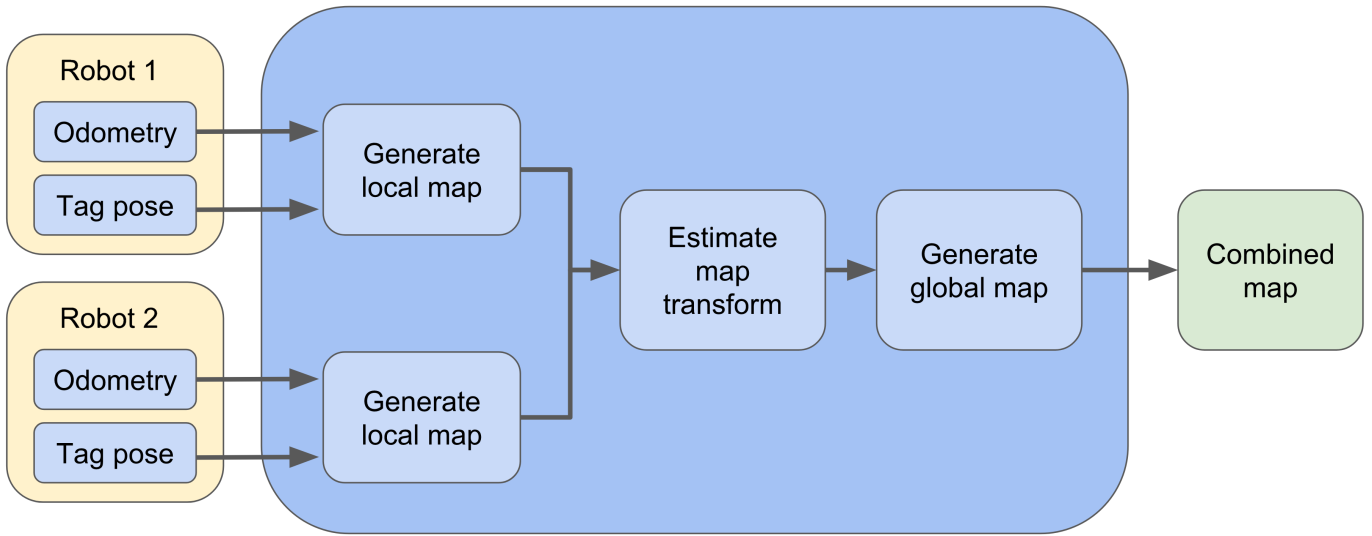 Robot 1
Odometry
Tag pose
Generate
local map
Robot 2
Odometry
Tag pose
Generate
local map
Estimate
map
transform
Generate
global map
Combined
map